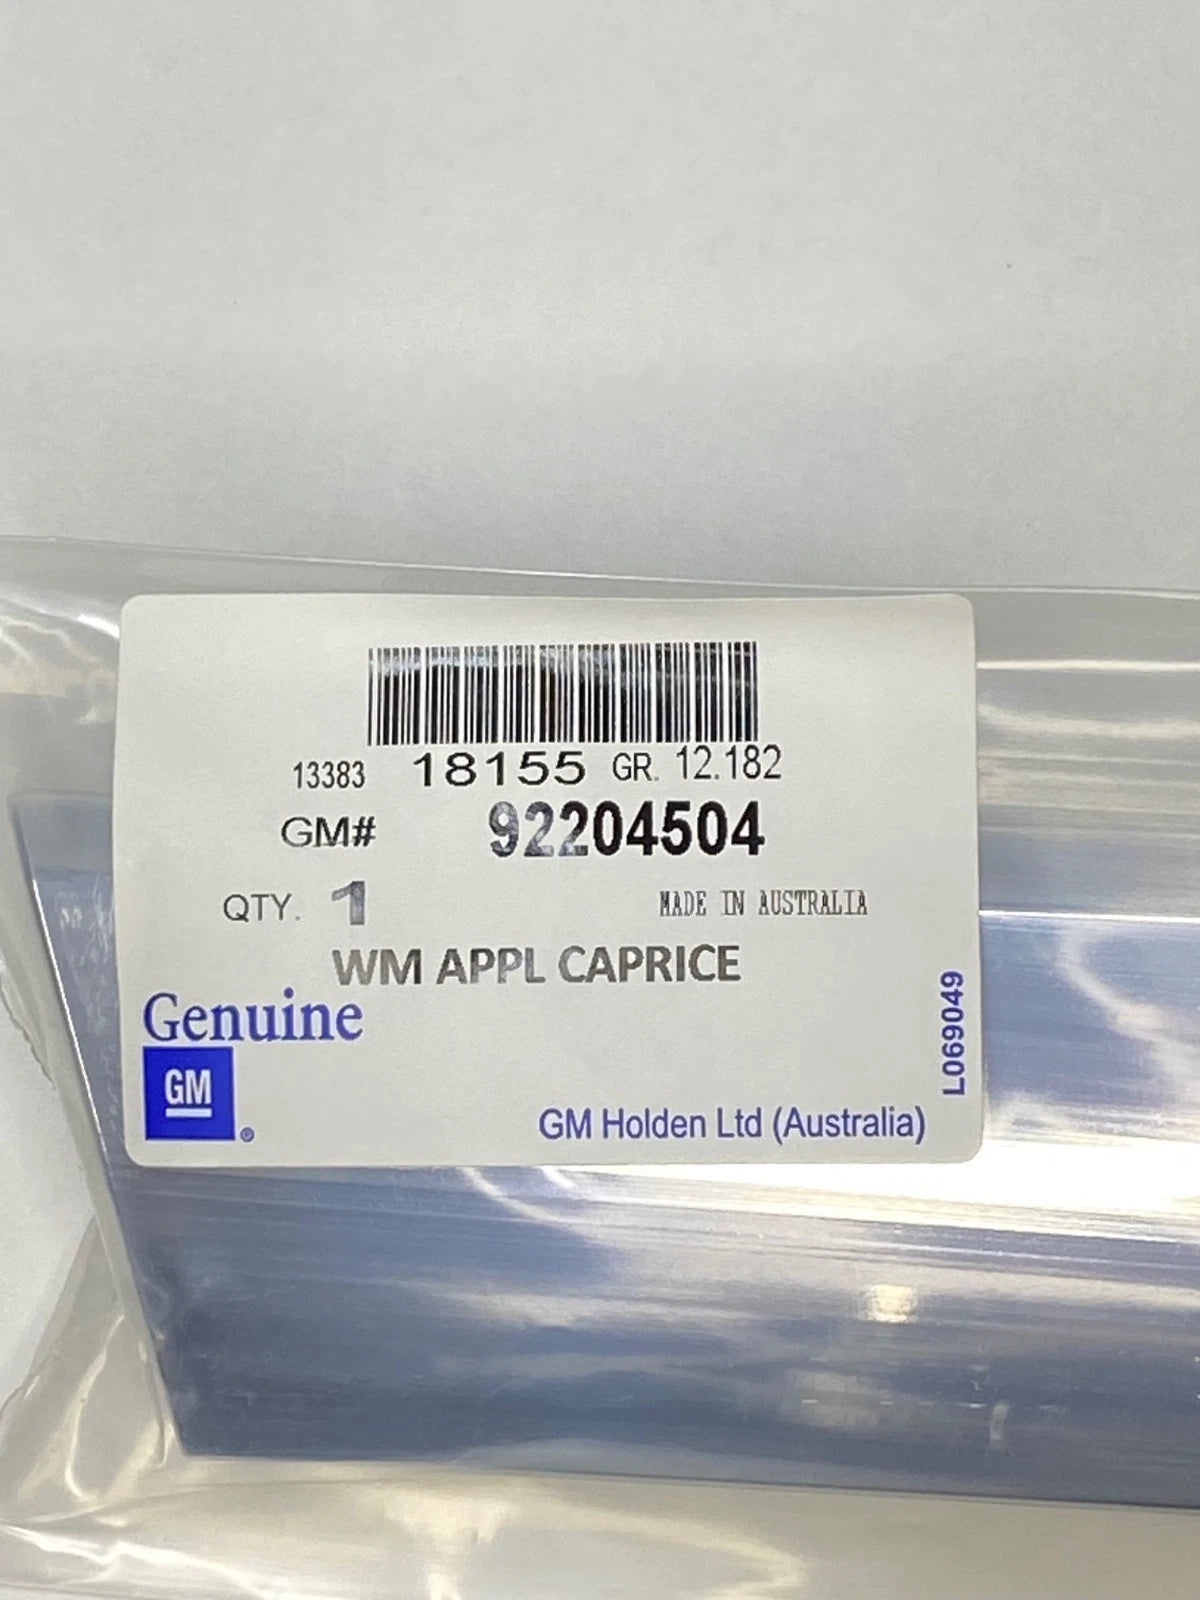 13383 18155 GR. 12.182
GM# 92204504
QTY. 1 MADE IN AUSTRALIA
WM APPL CAPRICE
Genuine
GM
®
GM Holden Ltd (Australia)
L069049